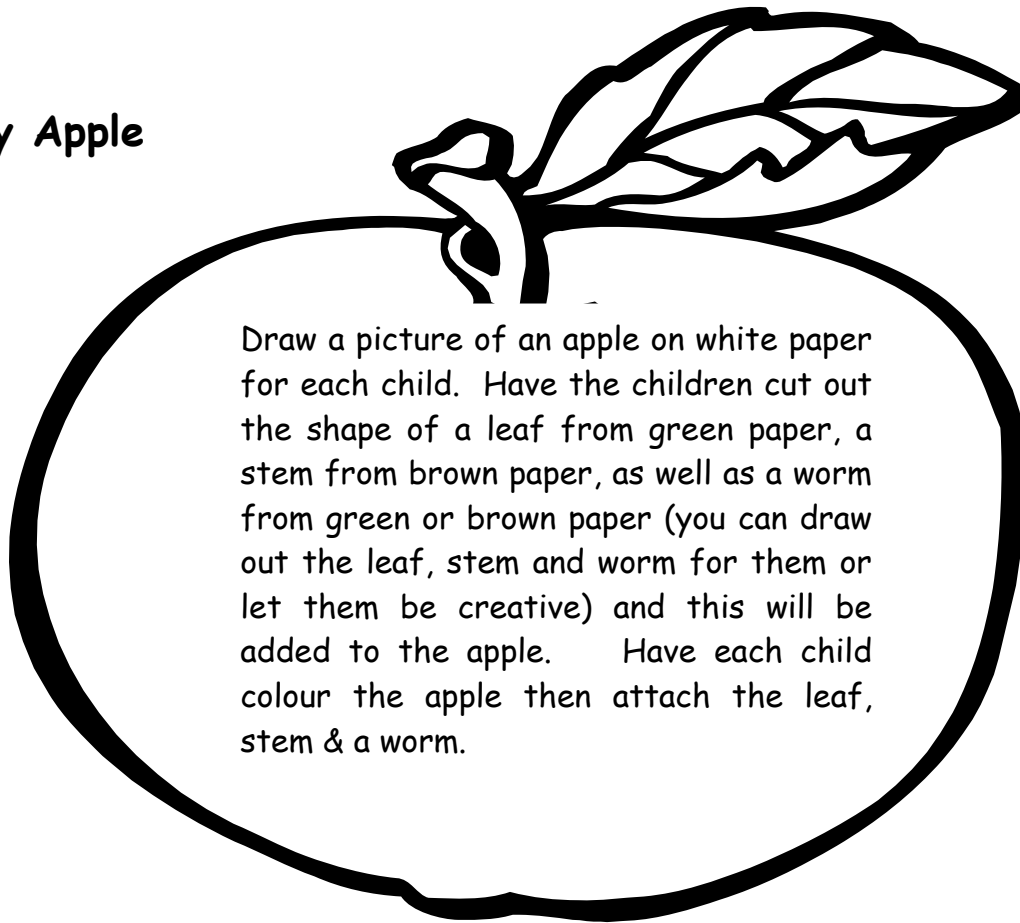 y Apple
Draw a picture of an apple on white paper
for each child. Have the children cut out
the shape of a leaf from green paper, a
stem from brown paper, as well as a worm
from green or brown paper (you can draw
out the leaf, stem and worm for them or
let them be creative) and this will be
added to the apple. Have each child
colour the apple then attach the leaf,
stem & a worm.